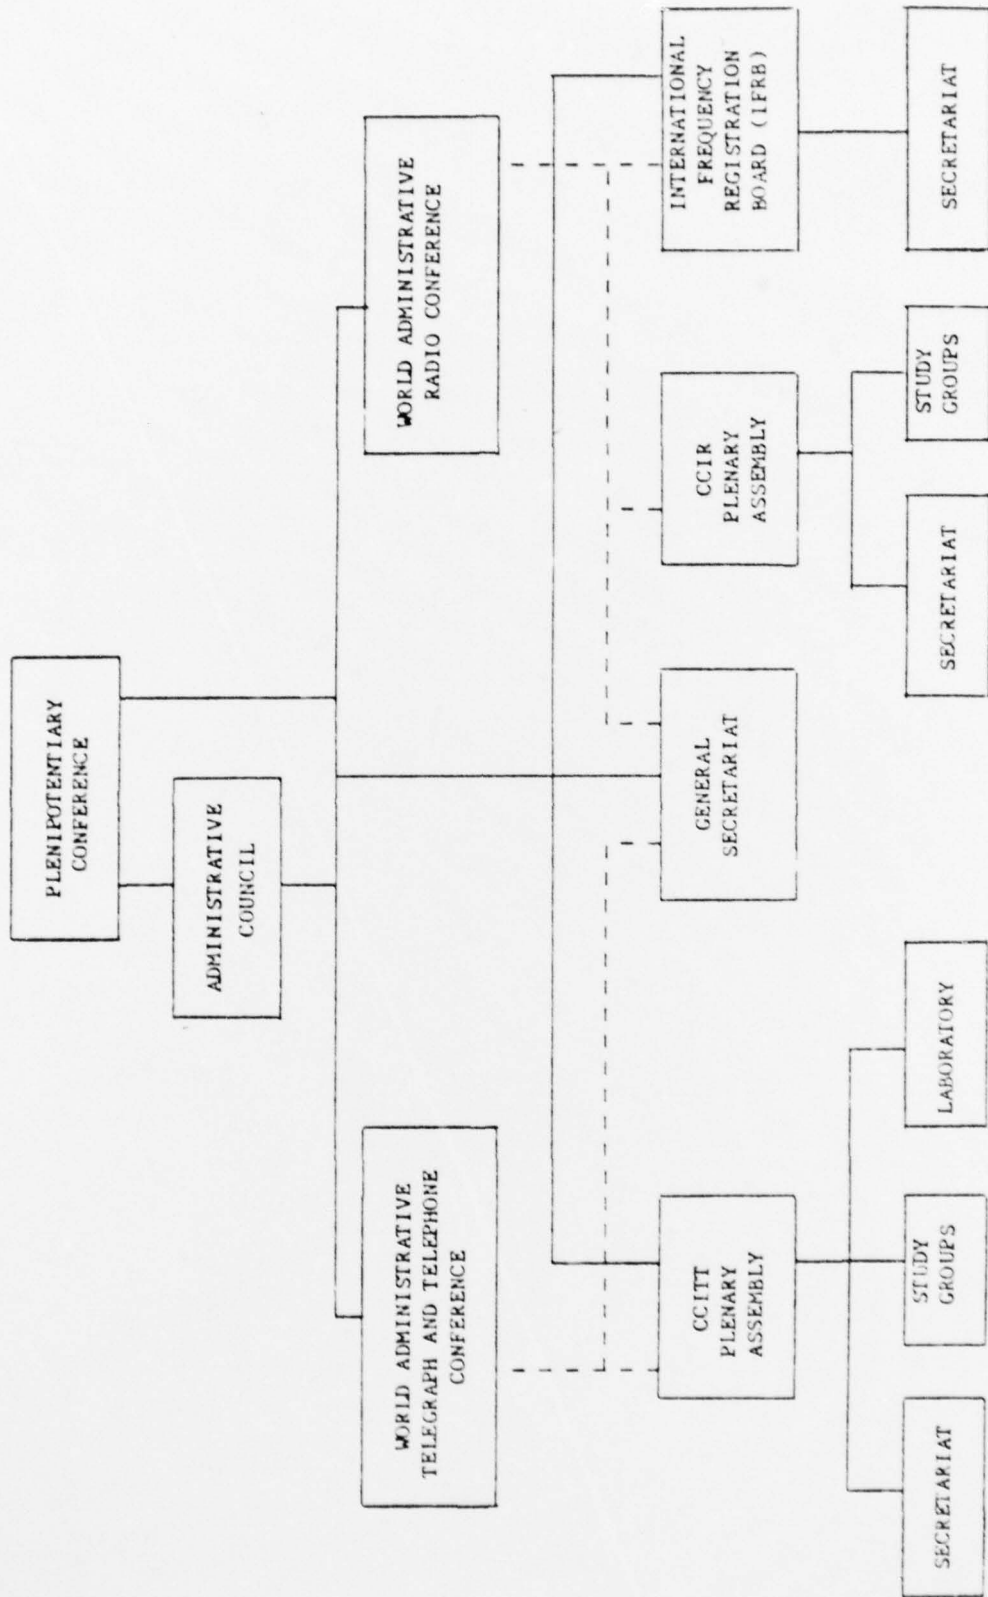 PLENIPOTENTIARY
CONFERENCE
ADMINISTRATIVE
COUNCIL
WORLD ADMINISTRATIVE
TELEGRAPH AND TELEPHONE
CONFERENCE
WORLD ADMINISTRATIVE
RADIO CONFERENCE
CCITT
PLENARY
ASSEMBLY
GENERAL
SECRETARIAT
CCIR
PLENARY
ASSEMBLY
INTERNATIONAL
FREQUENCY
REGISTRATION
BOARD (IFRB)
SECRETARIAT
STUDY
GROUPS
LABORATORY
SECRETARIAT
STUDY
GROUPS
SECRETARIAT